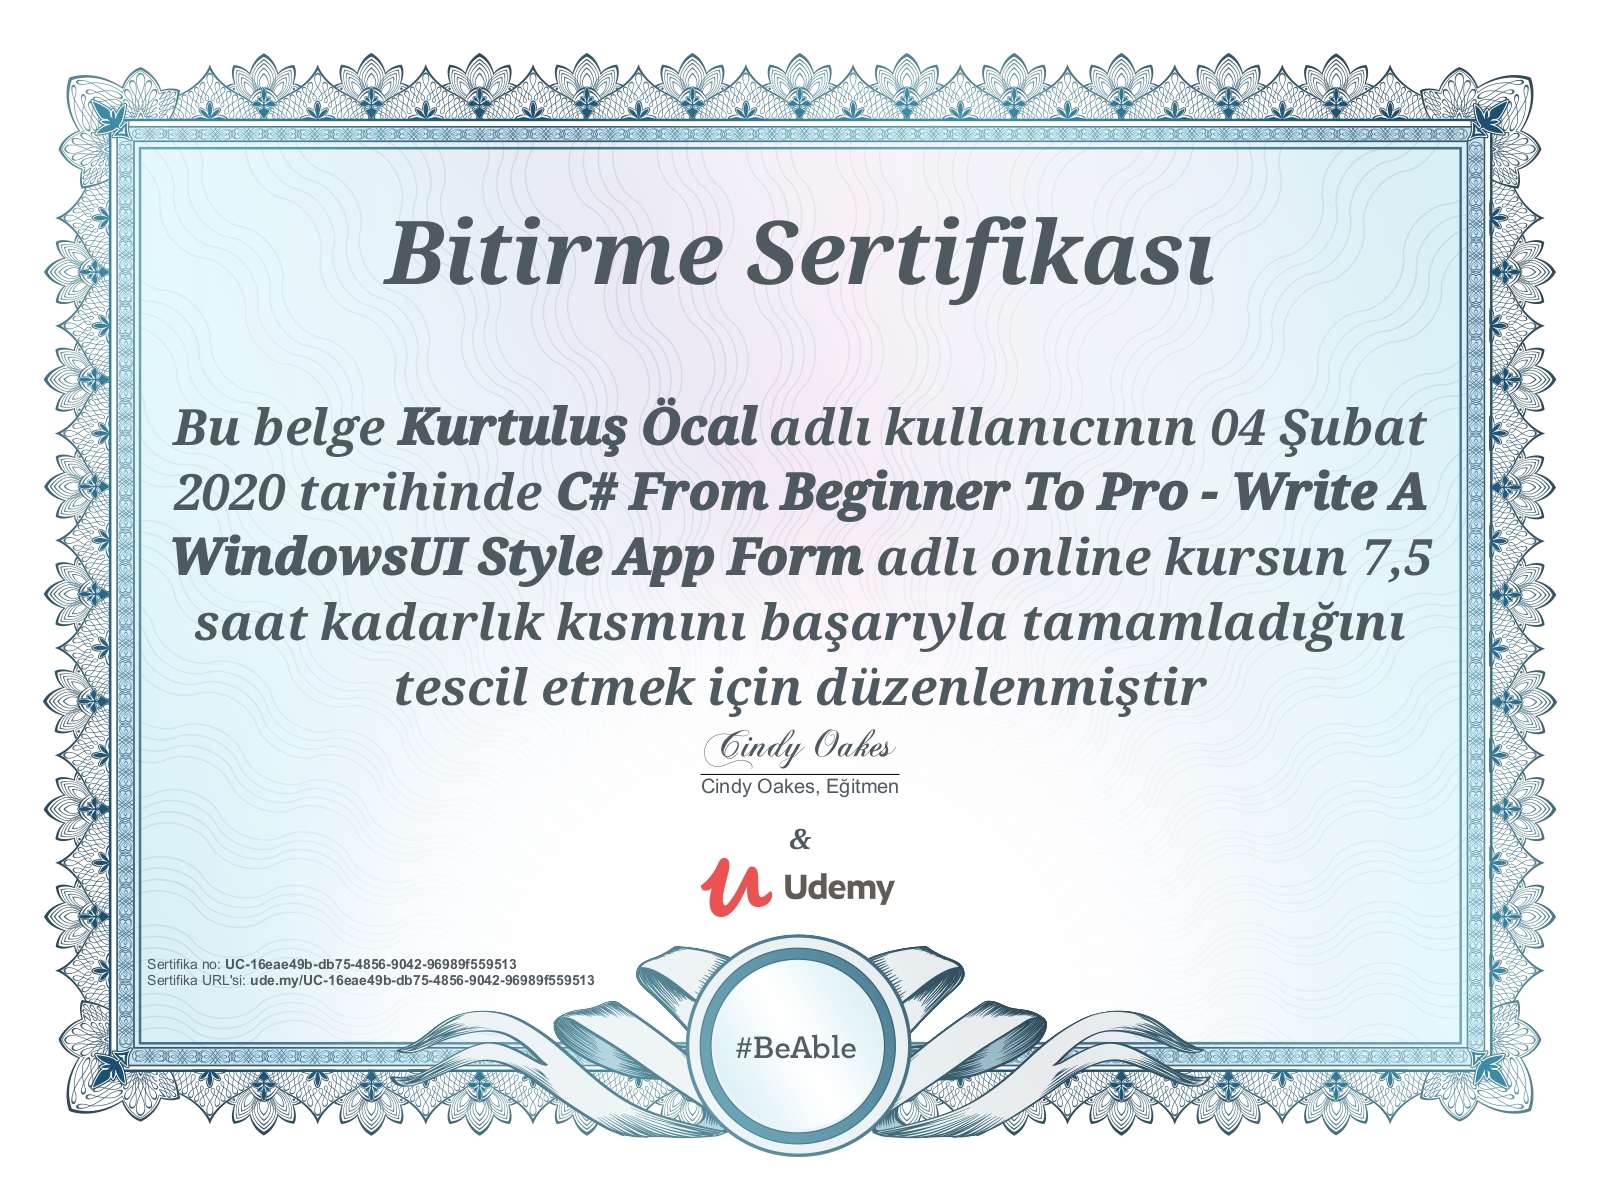 Bitirme Sertifikası
Bu belge Kurtuluş Öcal adlı kullanıcının 04 Şubat
2020 tarihinde C# From Beginner To Pro - Write A
WindowsUI Style App Form adlı online kursun 7,5
saat kadarlık kısmını başarıyla tamamladığını
tescil etmek için düzenlenmiştir
Cindy Oakes
Cindy Oakes, Eğitmen
&
Udemy
Sertifika no: UC-16eae49b-db75-4856-9042-96989f559513
Sertifika URL'si: ude.my/UC-16eae49b-db75-4856-9042-96989f559513
#BeAble